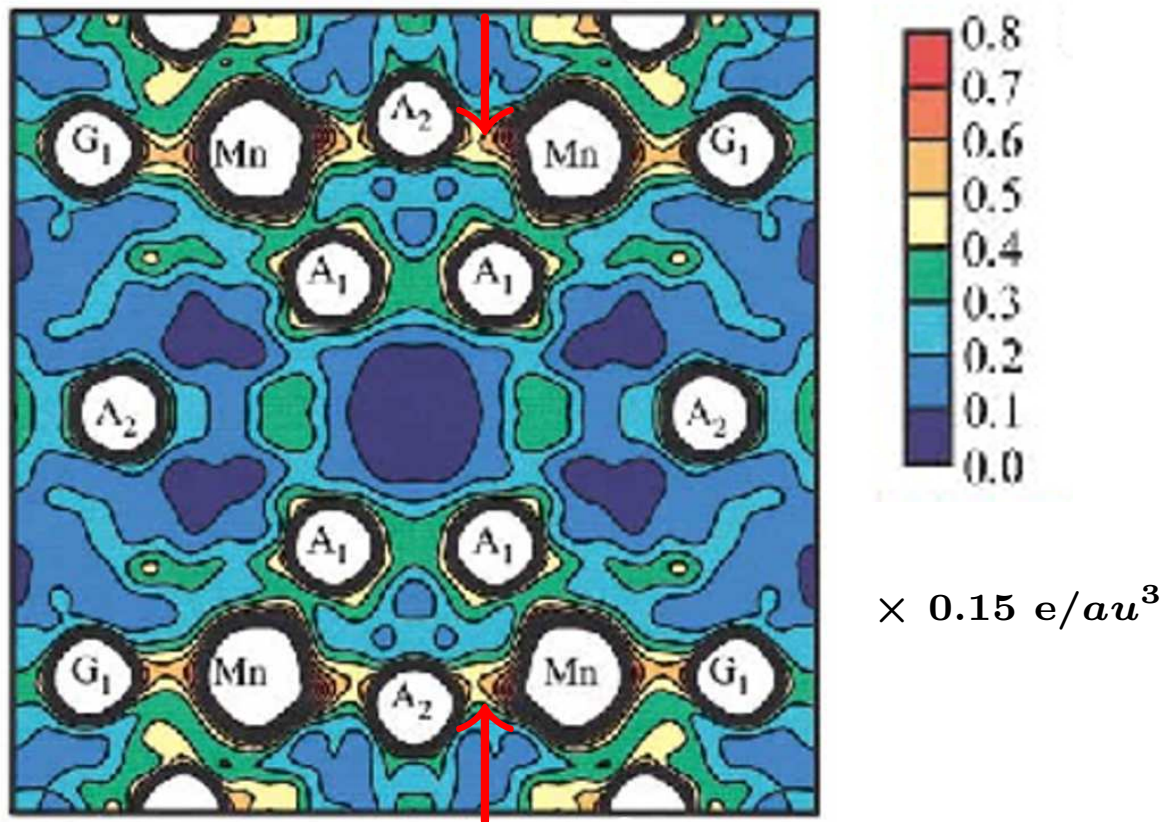 A₂
G₁ Mn Mn G₁
A₁ A₁
A₂ A₂
A₁ A₁
G₁ Mn Mn G₁
A₂
0.8
0.7
0.6
0.5
0.4
0.3
0.2
0.1
0.0
× 0.15 e/au³